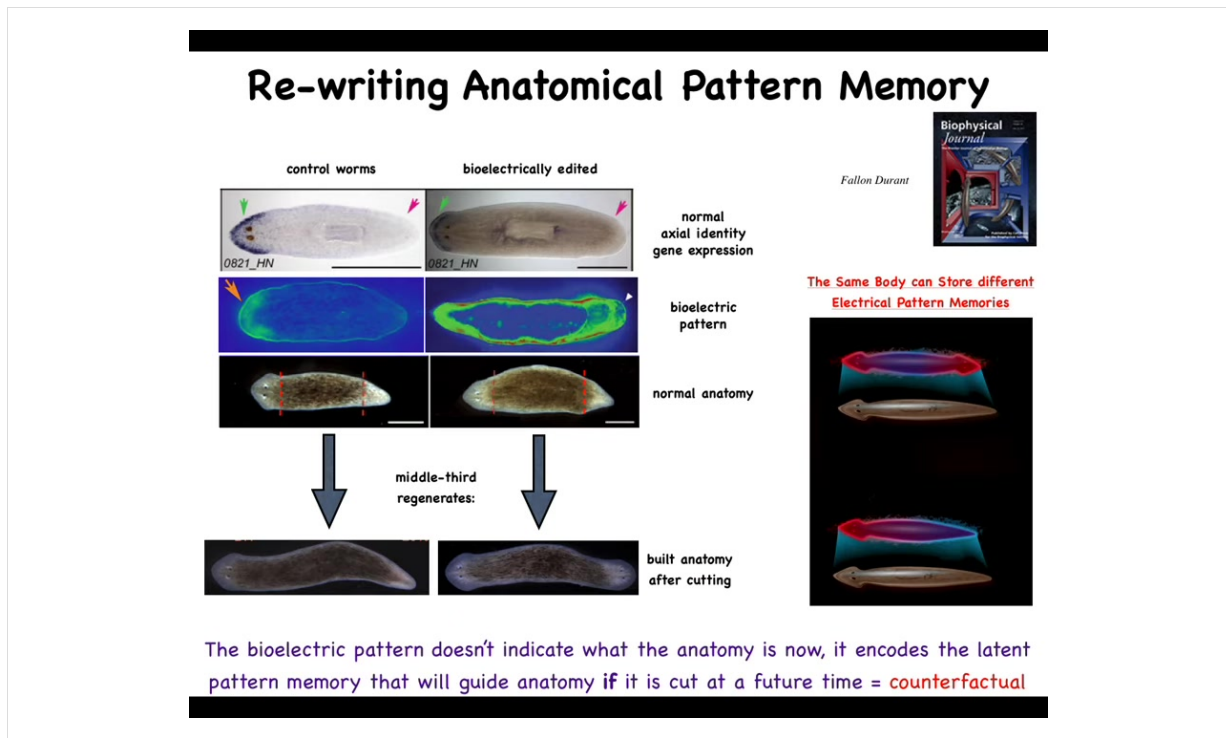 Re-writing Anatomical Pattern Memory
control worms
bioelectrically edited
Fallon Durant
Biophysical
Journal
normal
axial identity
gene expression
0821_HN
0821_HN
bioelectric
pattern
normal anatomy
The Same Body can Store different
Electrical Pattern Memories
middle-third
regenerates:
built anatomy
after cutting
The bioelectric pattern doesn't indicate what the anatomy is now, it encodes the latent
pattern memory that will guide anatomy if it is cut at a future time = counterfactual